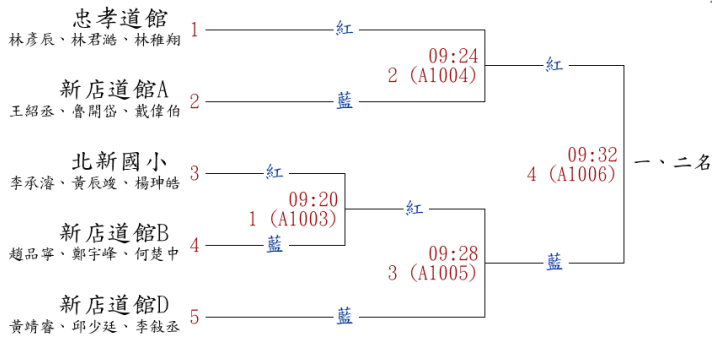 忠孝道館
林彥辰、林君澔、林稚翔
1
紅
09:24
2 (A1004)
紅
新店道館A
王紹丞、魯開岱、戴偉伯
2
藍
09:32
4 (A1006)
一、二名
北新國小
李承濬、黃辰竣、楊珅皓
3
紅
09:20
1 (A1003)
紅
新店道館B
趙品寧、鄭宇峰、何楚中
4
藍
09:28
3 (A1005)
藍
新店道館D
黃靖睿、邱少廷、李敍丞
5
藍